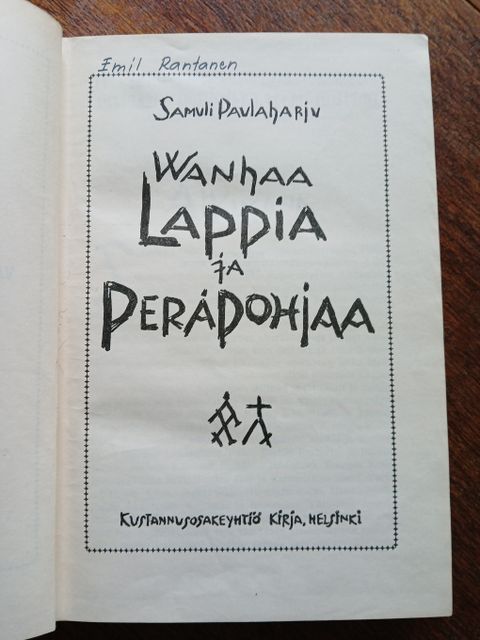 Emil Rantanen
Samuli Paulaharju
Wanhaa
Lappia
ja
Peräpohjaa
Kustannusosakeyhtiö Kirja, Helsinki